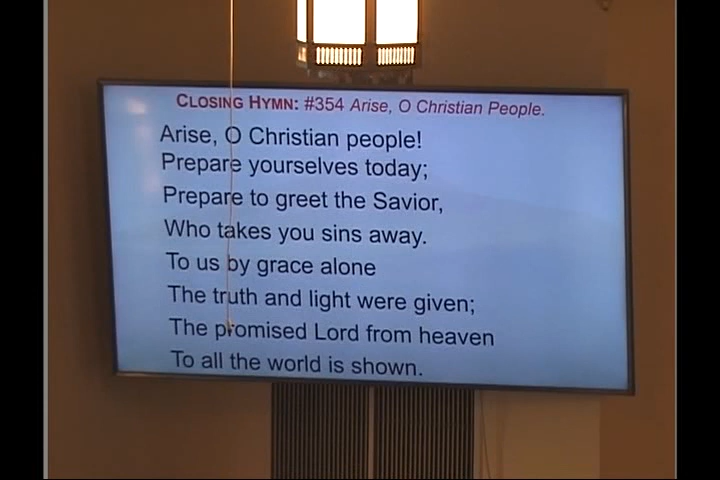 CLOSING HYMN: #354 Arise, O Christian People.
Arise, O Christian people!
Prepare yourselves today;
Prepare to greet the Savior,
Who takes you sins away.
To us by grace alone
The truth and light were given;
The promised Lord from heaven
To all the world is shown.